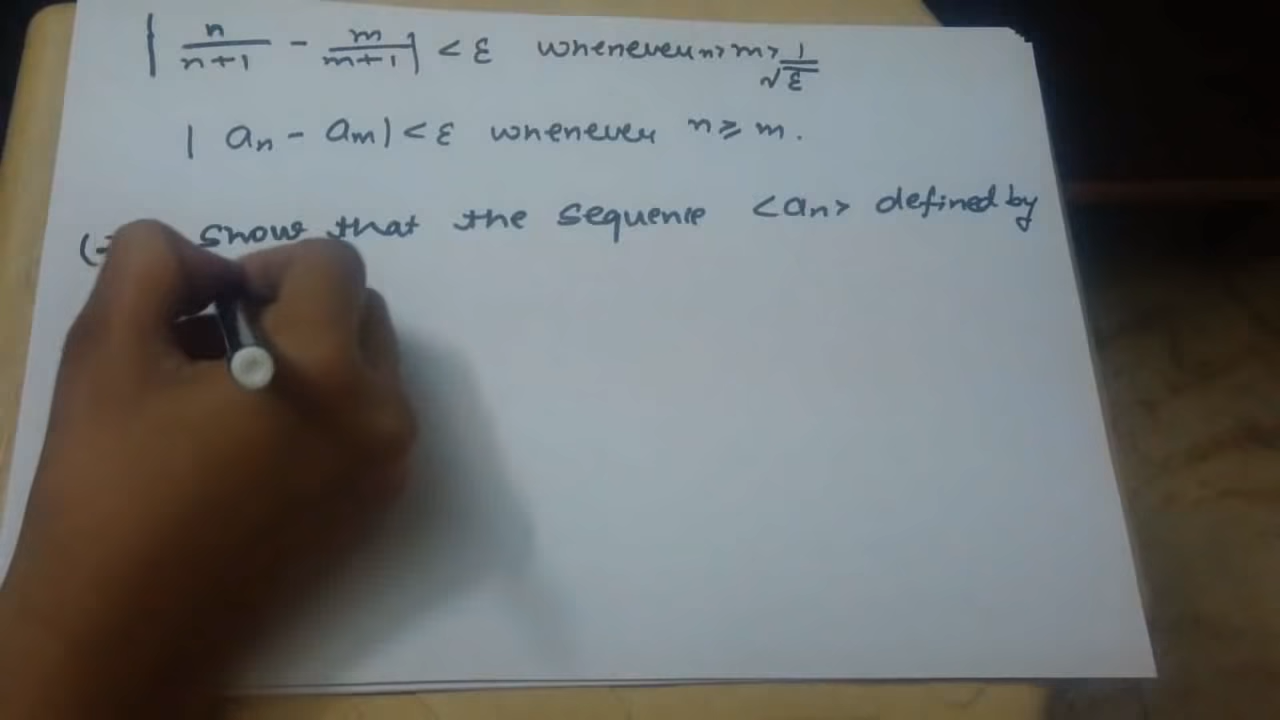 | n/n+1 - m/m+1 | < ε whenever n > m > 1/√ε
| an - am | < ε whenever n ≥ m.
show that the sequence <an> defined by